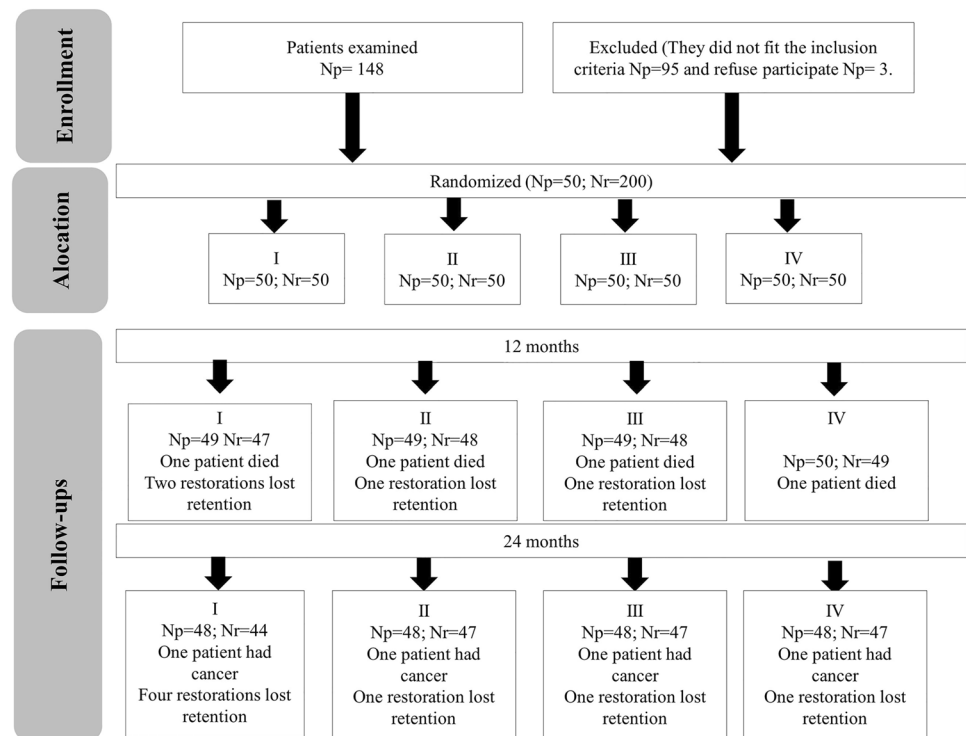 Enrollment
Patients examined
Np= 148
Excluded (They did not fit the inclusion
criteria Np=95 and refuse participate Np= 3.
Alocation
Randomized (Np=50; Nr=200)
I
Np=50; Nr=50
II
Np=50; Nr=50
III
Np=50; Nr=50
IV
Np=50; Nr=50
Follow-ups
12 months
I
Np=49 Nr=47
One patient died
Two restorations lost
retention
II
Np=49; Nr=48
One patient died
One restoration lost
retention
III
Np=49; Nr=48
One patient died
One restoration lost
retention
IV
Np=50; Nr=49
One patient died
24 months
I
Np=48; Nr=44
One patient had
cancer
Four restorations lost
retention
II
Np=48; Nr=47
One patient had
cancer
One restoration lost
retention
III
Np=48; Nr=47
One patient had
cancer
One restoration lost
retention
IV
Np=48; Nr=47
One patient had
cancer
One restoration lost
retention